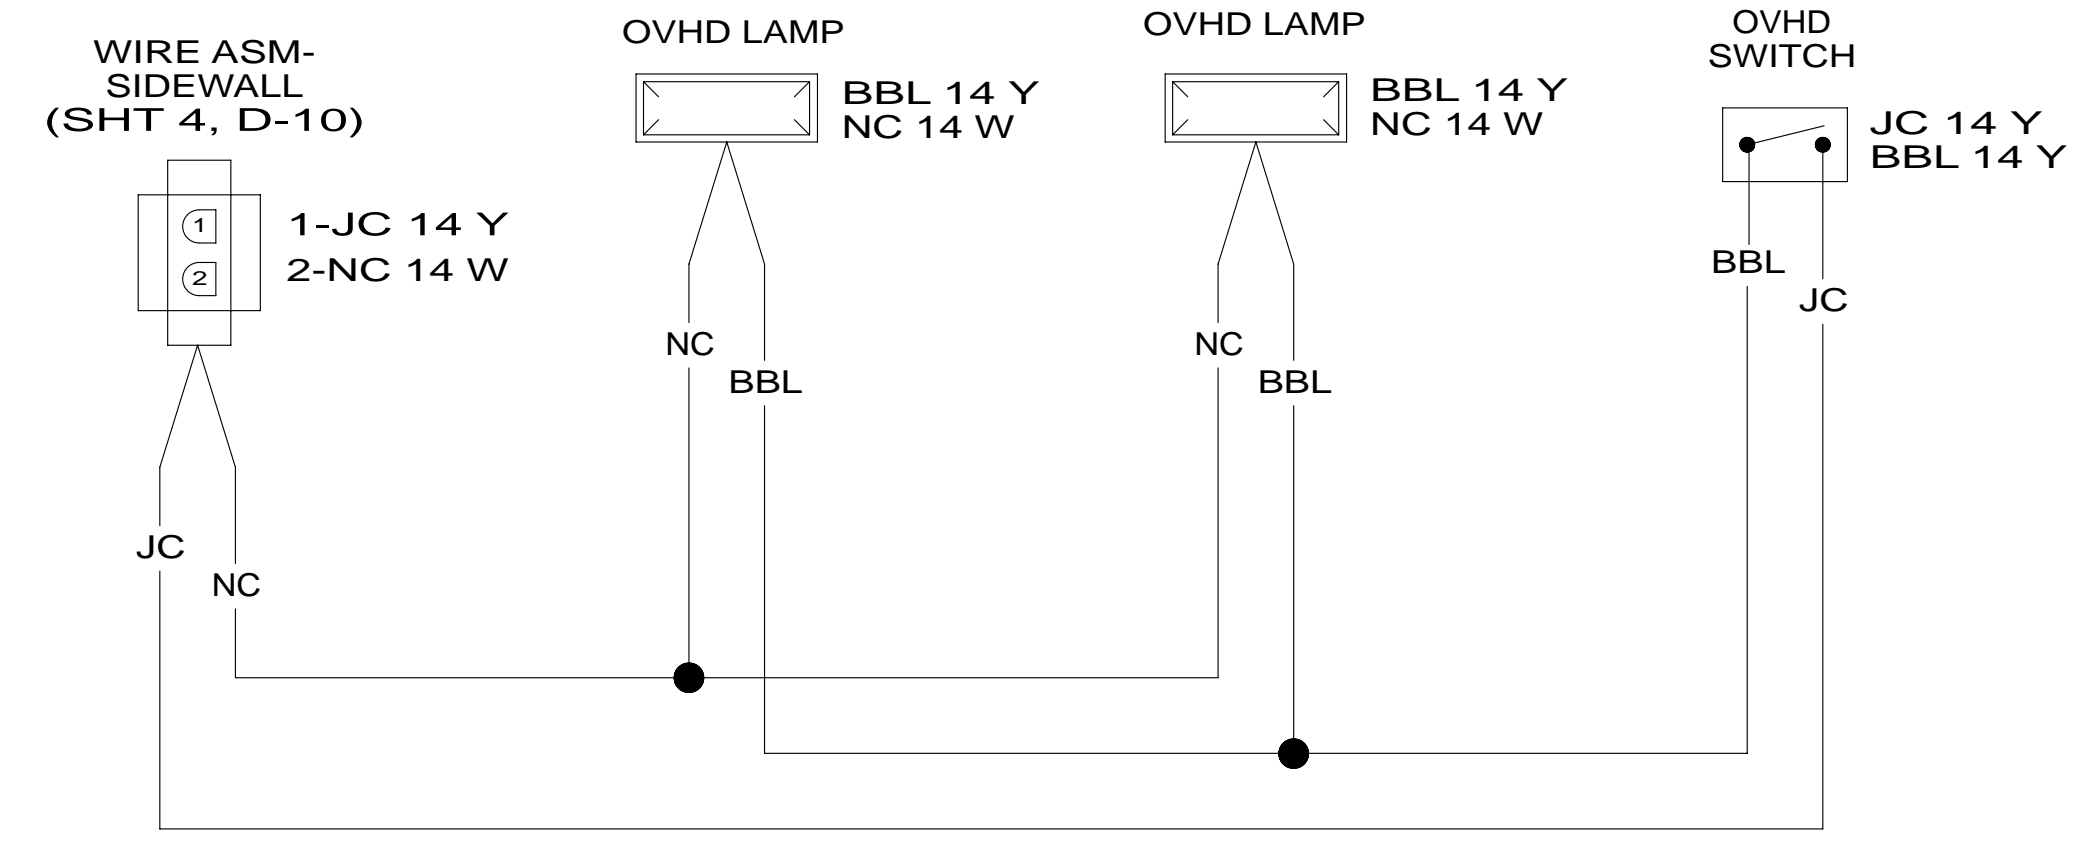 WIRE ASM-
SIDEWALL
(SHT 4, D-10)
1
2
1-JC 14 Y
2-NC 14 W
JC
NC
OVHD LAMP
BBL 14 Y
NC 14 W
NC
BBL
OVHD LAMP
BBL 14 Y
NC 14 W
NC
BBL
OVHD
SWITCH
JC 14 Y
BBL 14 Y
BBL
JC